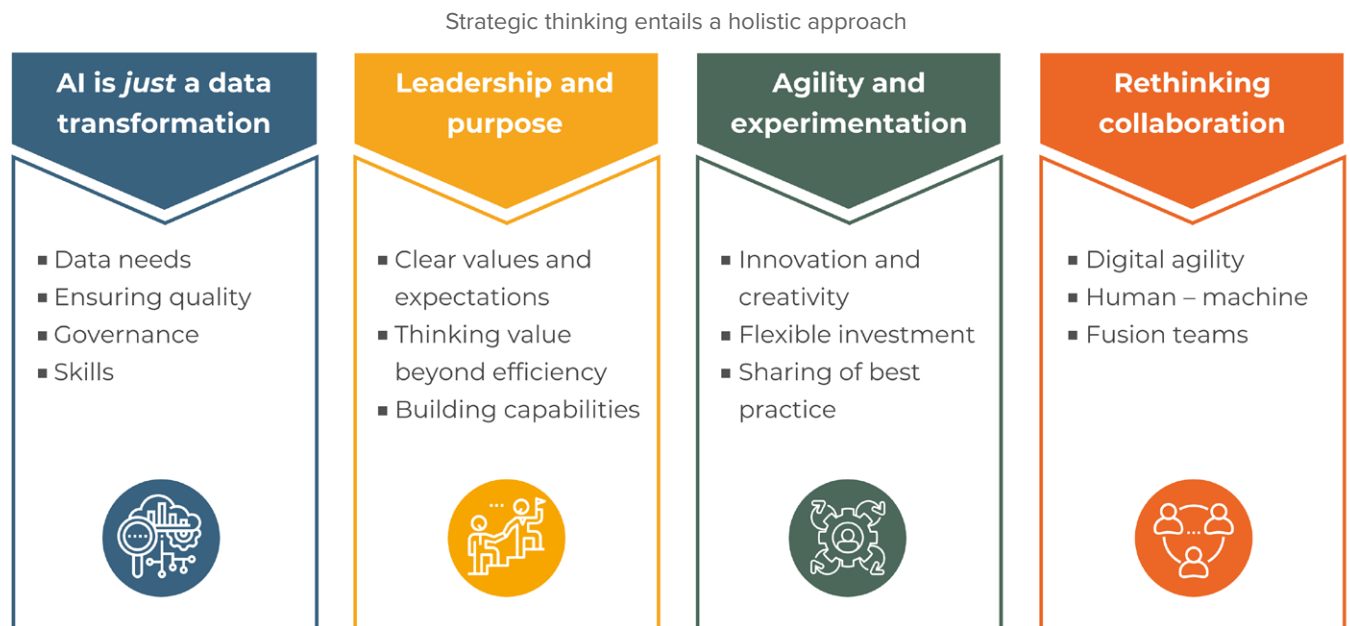 Strategic thinking entails a holistic approach
AI is just a data
transformation
▪ Data needs
▪ Ensuring quality
▪ Governance
▪ Skills
Leadership and
purpose
▪ Clear values and
expectations
▪ Thinking value
beyond efficiency
▪ Building capabilities
Agility and
experimentation
▪ Innovation and
creativity
▪ Flexible investment
▪ Sharing of best
practice
Rethinking
collaboration
▪ Digital agility
▪ Human – machine
▪ Fusion teams